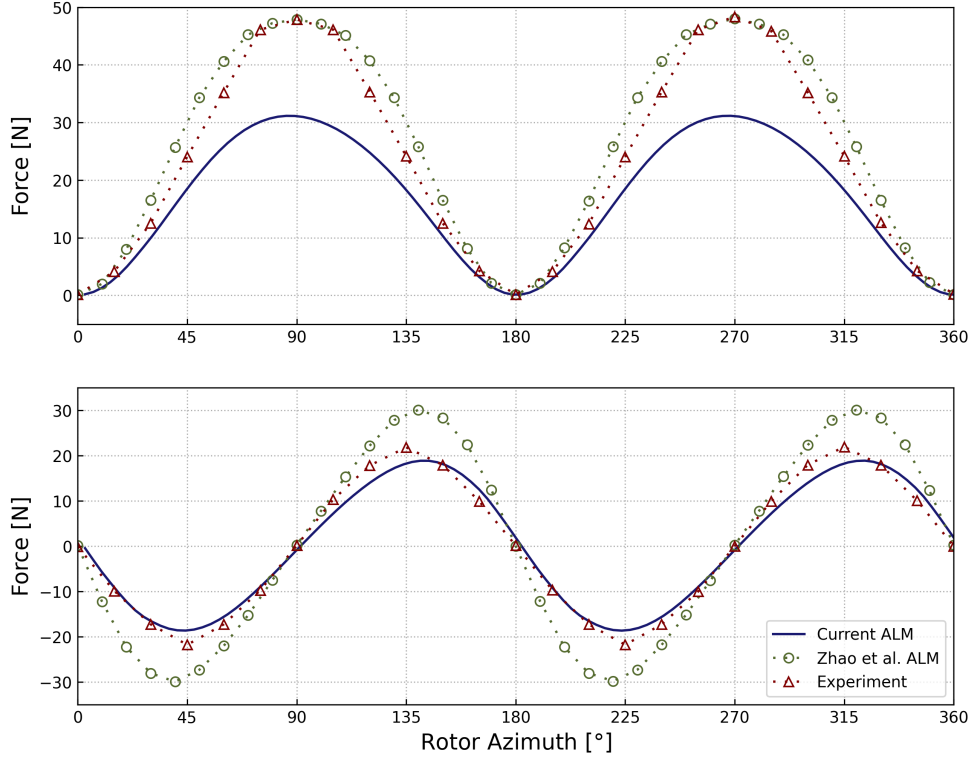 50
40
30
20
10
0
Force [N]
0 45 90 135 180 225 270 315 360
30
20
10
0
−10
−20
−30
Force [N]
Current ALM
Zhao et al. ALM
Experiment
0 45 90 135 180 225 270 315 360
Rotor Azimuth [°]